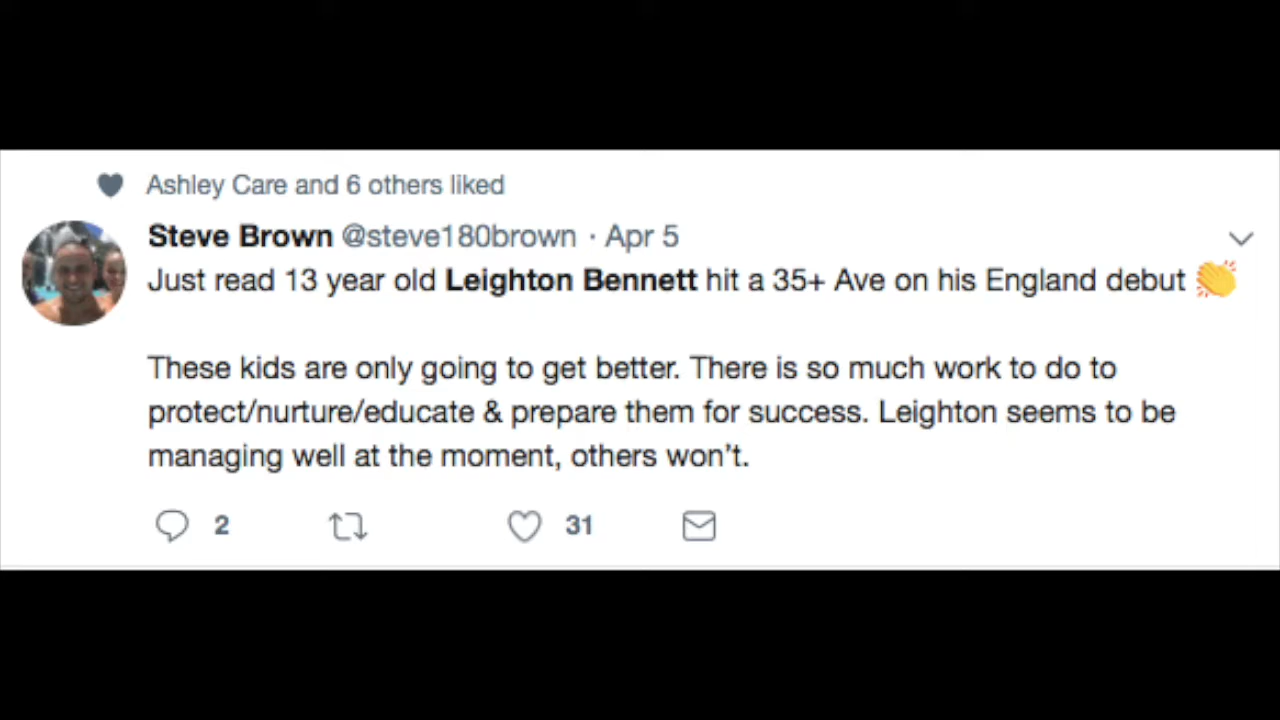 Ashley Care and 6 others liked
Steve Brown @steve180brown · Apr 5
Just read 13 year old Leighton Bennett hit a 35+ Ave on his England debut 👏
These kids are only going to get better. There is so much work to do to
protect/nurture/educate & prepare them for success. Leighton seems to be
managing well at the moment, others won't.
2 31